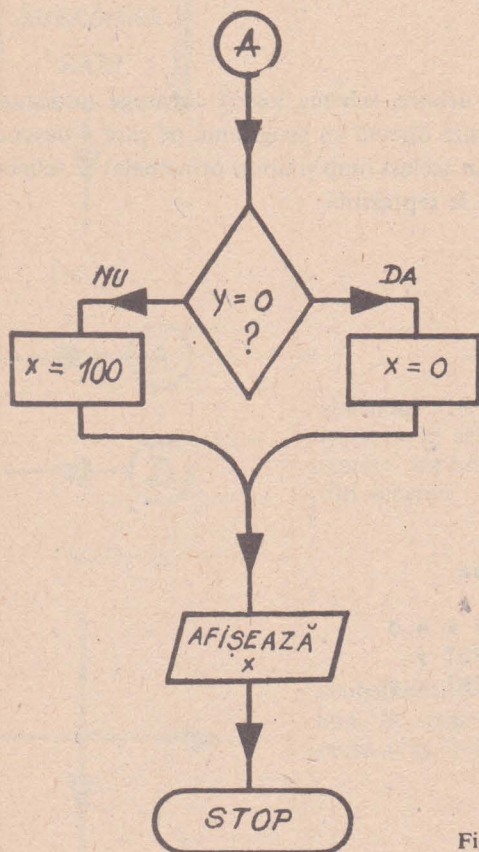 A
NU
DA
y = 0
?
x = 100
x = 0
AFIȘEAZĂ
x
STOP
Fi